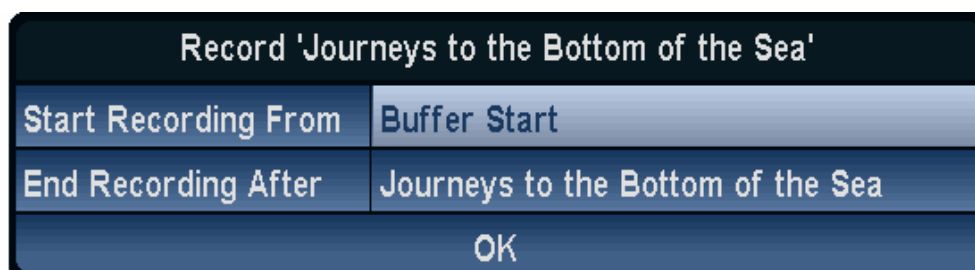 Record 'Journeys to the Bottom of the Sea'
Start Recording From Buffer Start
End Recording After Journeys to the Bottom of the Sea
OK